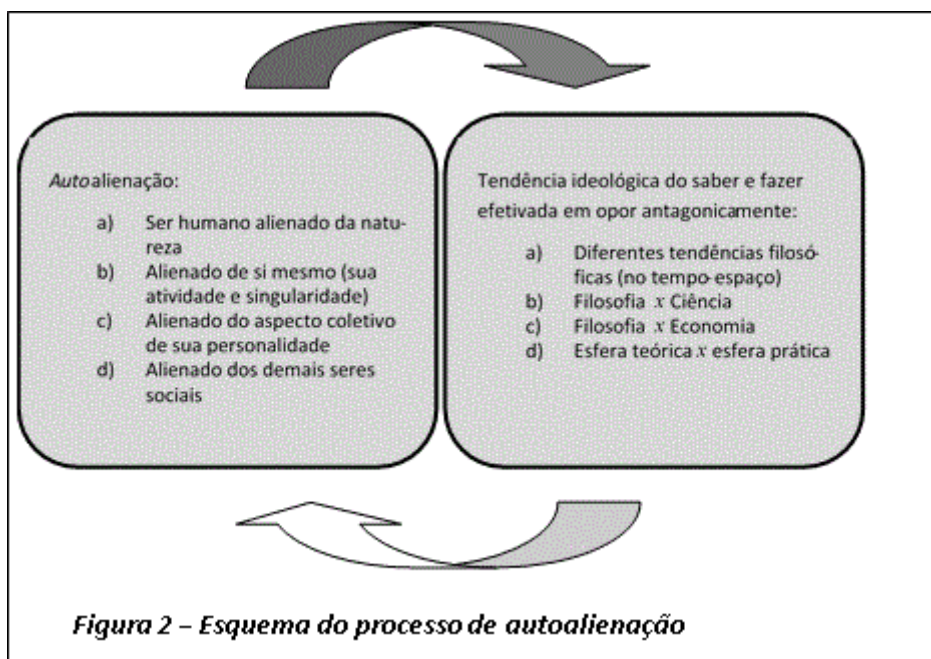 Autoalienação:
a) Ser humano alienado da natu-
reza
b) Alienado de si mesmo (sua
atividade e singularidade)
c) Alienado do aspecto coletivo
de sua personalidade
d) Alienado dos demais seres
sociais
Tendência ideológica do saber e fazer
efetivada em opor antagonicamente:
a) Diferentes tendências filosó-
ficas (no tempo-espaço)
b) Filosofia x Ciência
c) Filosofia x Economia
d) Esfera teórica x esfera prática
Figura 2 – Esquema do processo de autoalienação